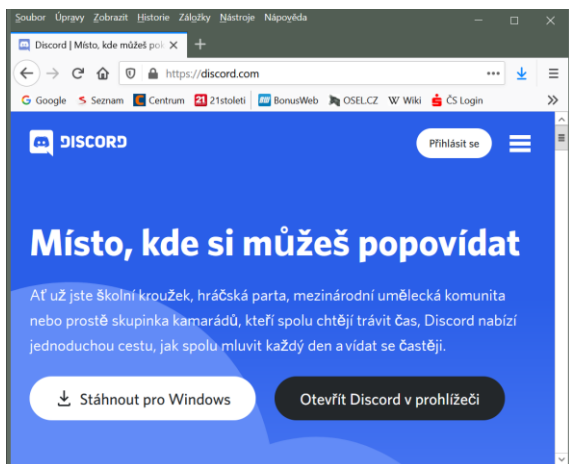 Soubor Úpravy Zobrazit Historie Záložky Nástroje Nápověda
Discord | Místo, kde můžeš pok
https://discord.com
Google Seznam Centrum 21 21stoleti BonusWeb OSEL.CZ W Wiki ČS Login
DISCORD Přihlásit se
Místo, kde si můžeš popovídat
Ať už jste školní kroužek, hráčská parta, mezinárodní umělecká komunita
nebo prostě skupinka kamarádů, kteří spolu chtějí trávit čas, Discord nabízí
jednoduchou cestu, jak spolu mluvit každý den a vídat se častěji.
Stáhnout pro Windows Otevřít Discord v prohlížeči